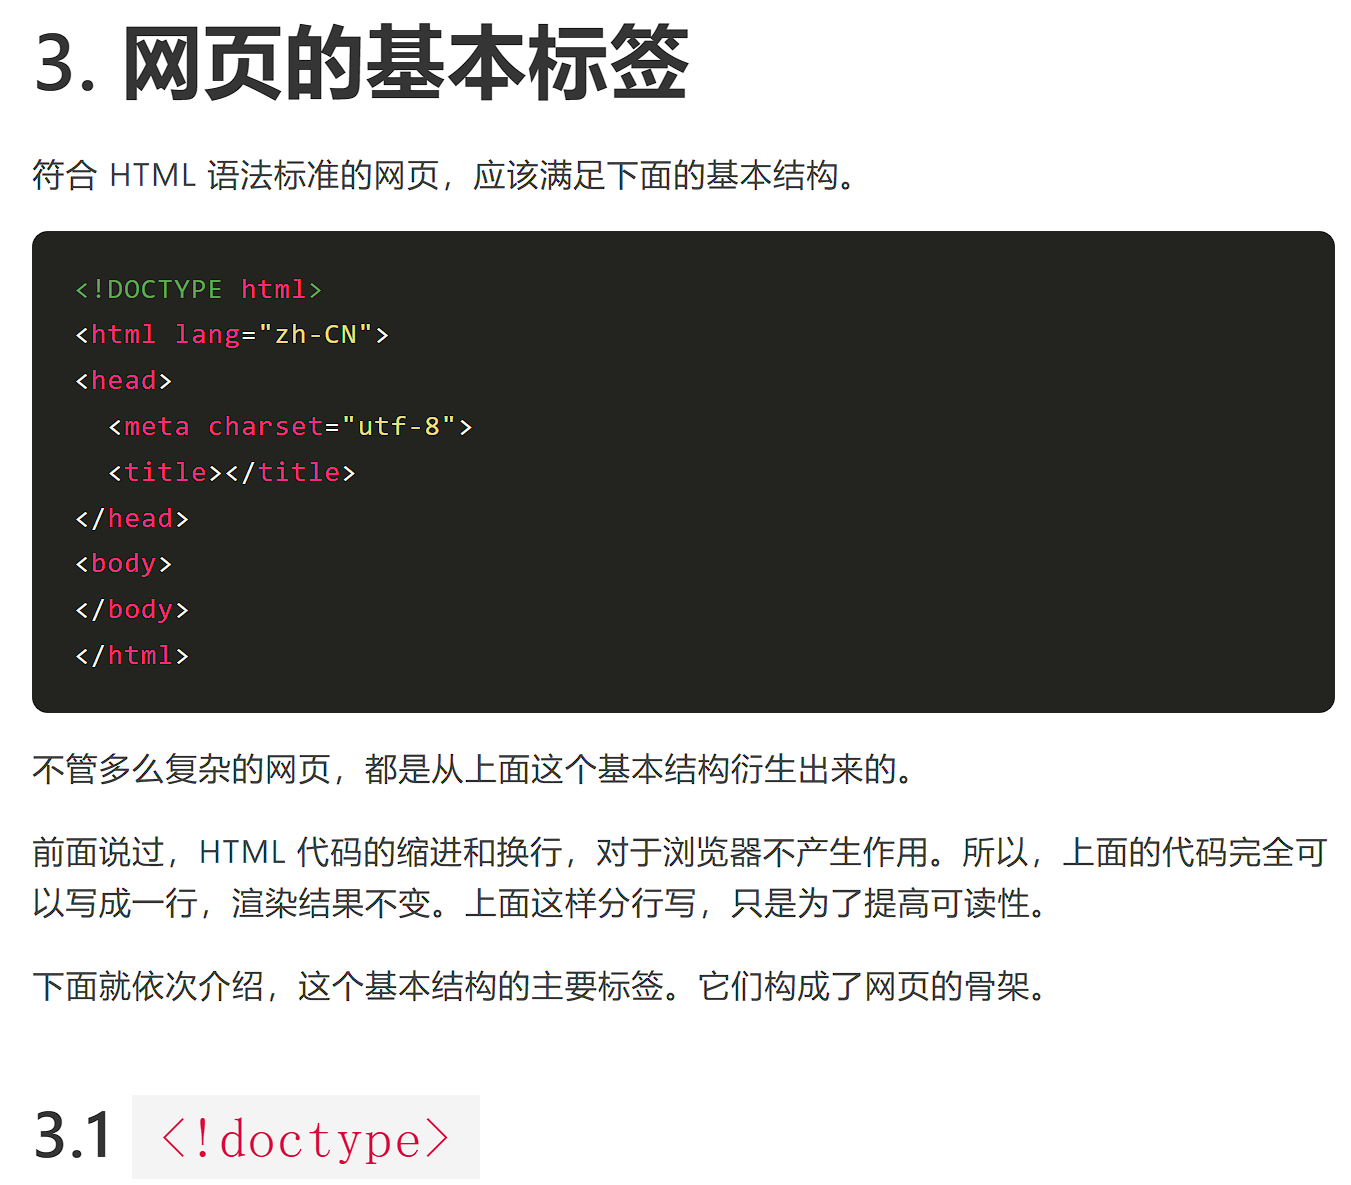 3. 网页的基本标签
符合 HTML 语法标准的网页，应该满足下面的基本结构。
<!DOCTYPE html>
<html lang="zh-CN">
<head>
  <meta charset="utf-8">
  <title></title>
</head>
<body>
</body>
</html>
不管多么复杂的网页，都是从上面这个基本结构衍生出来的。
前面说过，HTML 代码的缩进和换行，对于浏览器不产生作用。所以，上面的代码完全可
以写成一行，渲染结果不变。上面这样分行写，只是为了提高可读性。
下面就依次介绍，这个基本结构的主要标签。它们构成了网页的骨架。
3.1 <!doctype>